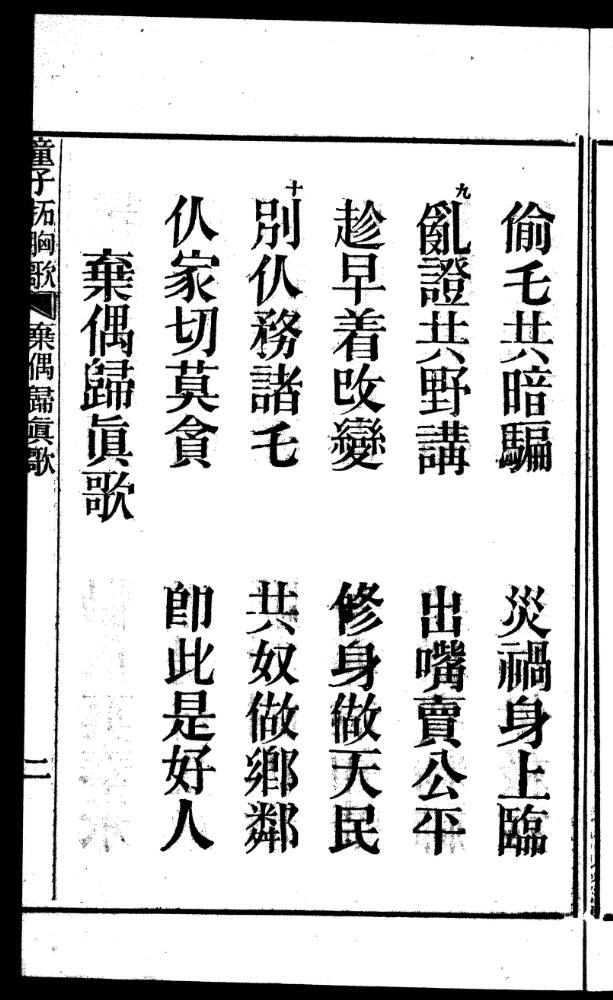 偷乇共暗騙　災禍身上臨
九亂證共野講　出嘴賣公平
趁早着改變　修身做天民
十別仈務諸乇　共奴做鄉鄰
仈家切莫貪　卽此是好人
棄偶歸眞歌
童子拓胸歌　棄偶歸眞歌
二